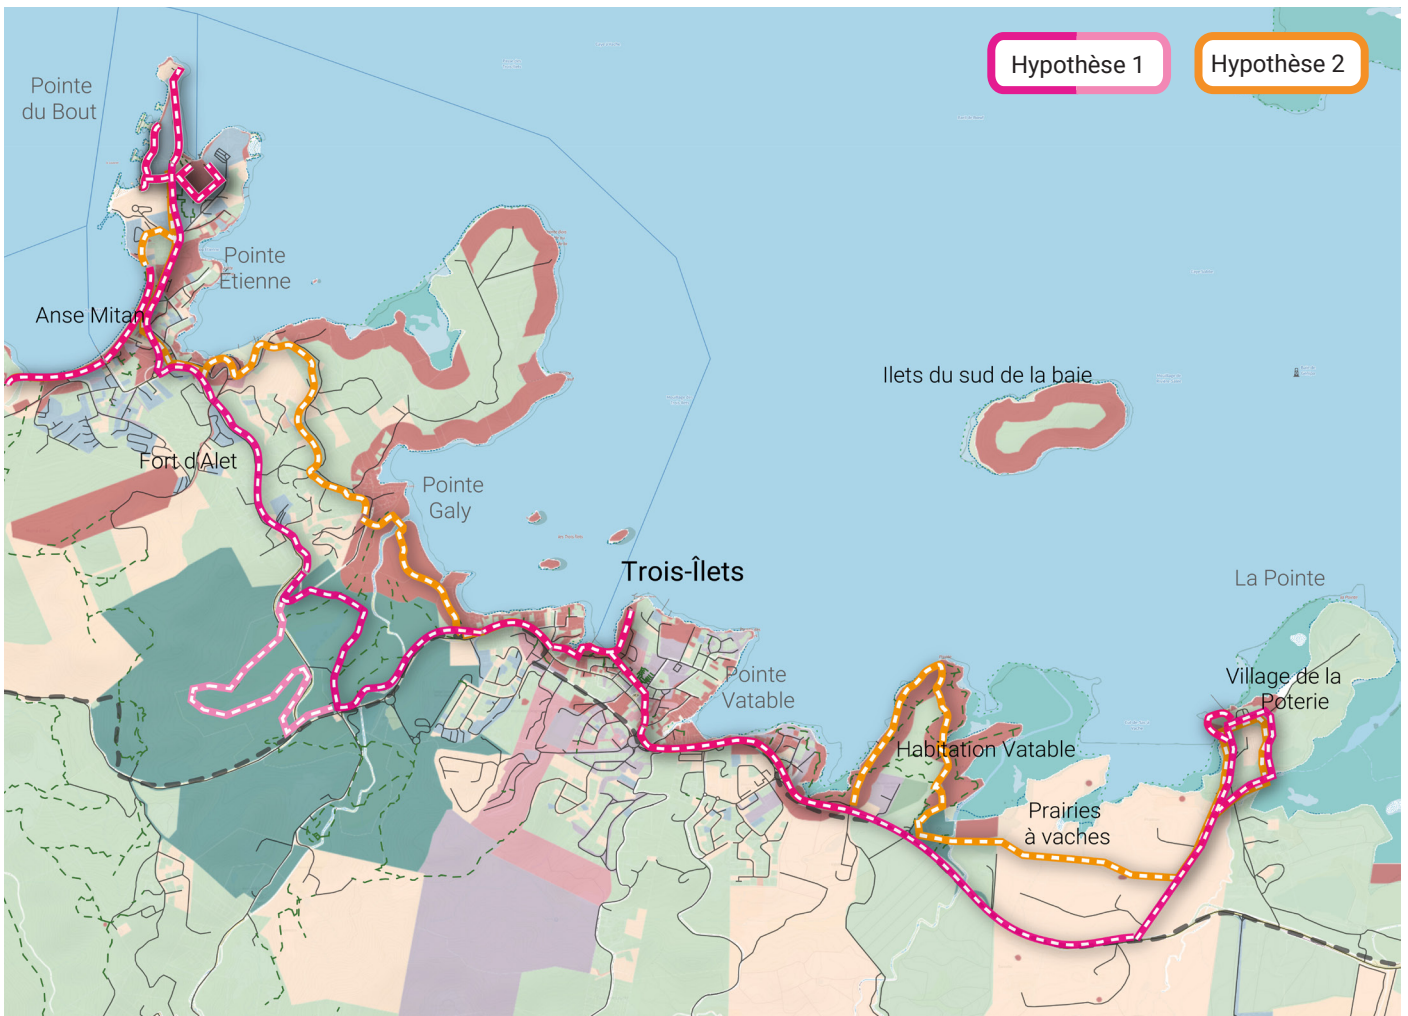 Hypothèse 1
Hypothèse 2
Pointe
du Bout
Pointe
Étienne
Anse Mitan
Ilets du sud de la baie
Fort d'Alet
Pointe
Galy
Trois-Îlets
La Pointe
Pointe
Vatable
Village de la
Poterie
Habitation Vatable
Prairies
à vaches